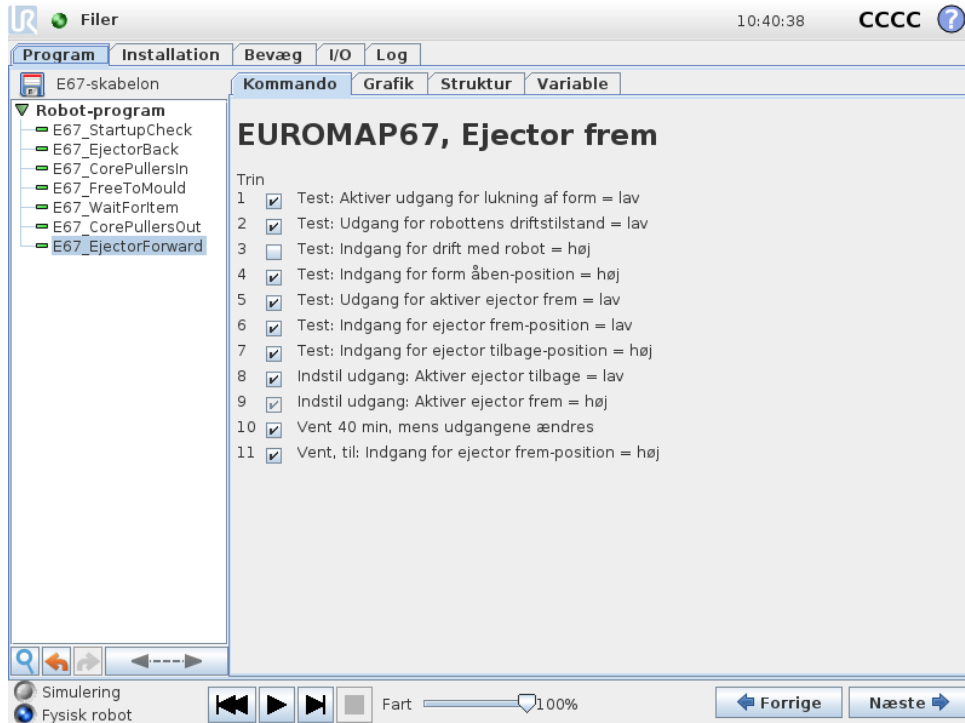 UR Filer 10:40:38 CCCC ?
Program Installation Bevæg I/O Log
E67-skabelon Kommando Grafik Struktur Variable
Robot-program
E67_StartupCheck
E67_EjectorBack
E67_CorePullersIn
E67_FreeToMould
E67_WaitForItem
E67_CorePullersOut
E67_EjectorForward
EUROMAP67, Ejector frem
Trin
1 Test: Aktiver udgang for lukning af form = lav
2 Test: Udgang for robottens driftstilstand = lav
3 Test: Indgang for drift med robot = høj
4 Test: Indgang for form åben-position = høj
5 Test: Udgang for aktiver ejector frem = lav
6 Test: Indgang for ejector frem-position = lav
7 Test: Indgang for ejector tilbage-position = høj
8 Indstil udgang: Aktiver ejector tilbage = lav
9 Indstil udgang: Aktiver ejector frem = høj
10 Vent 40 min, mens udgangene ændres
11 Vent, til: Indgang for ejector frem-position = høj
Simulering
Fysisk robot
Fart 100% Forrige Næste